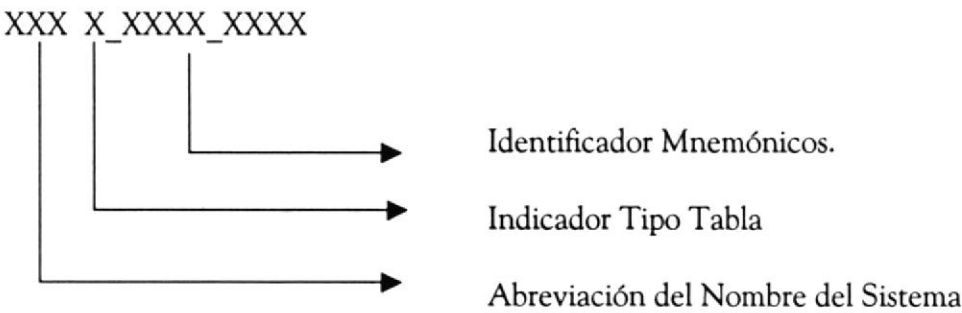 XXX X_XXXX_XXXX
Identificador Mnemónicos.
Indicador Tipo Tabla
Abreviación del Nombre del Sistema